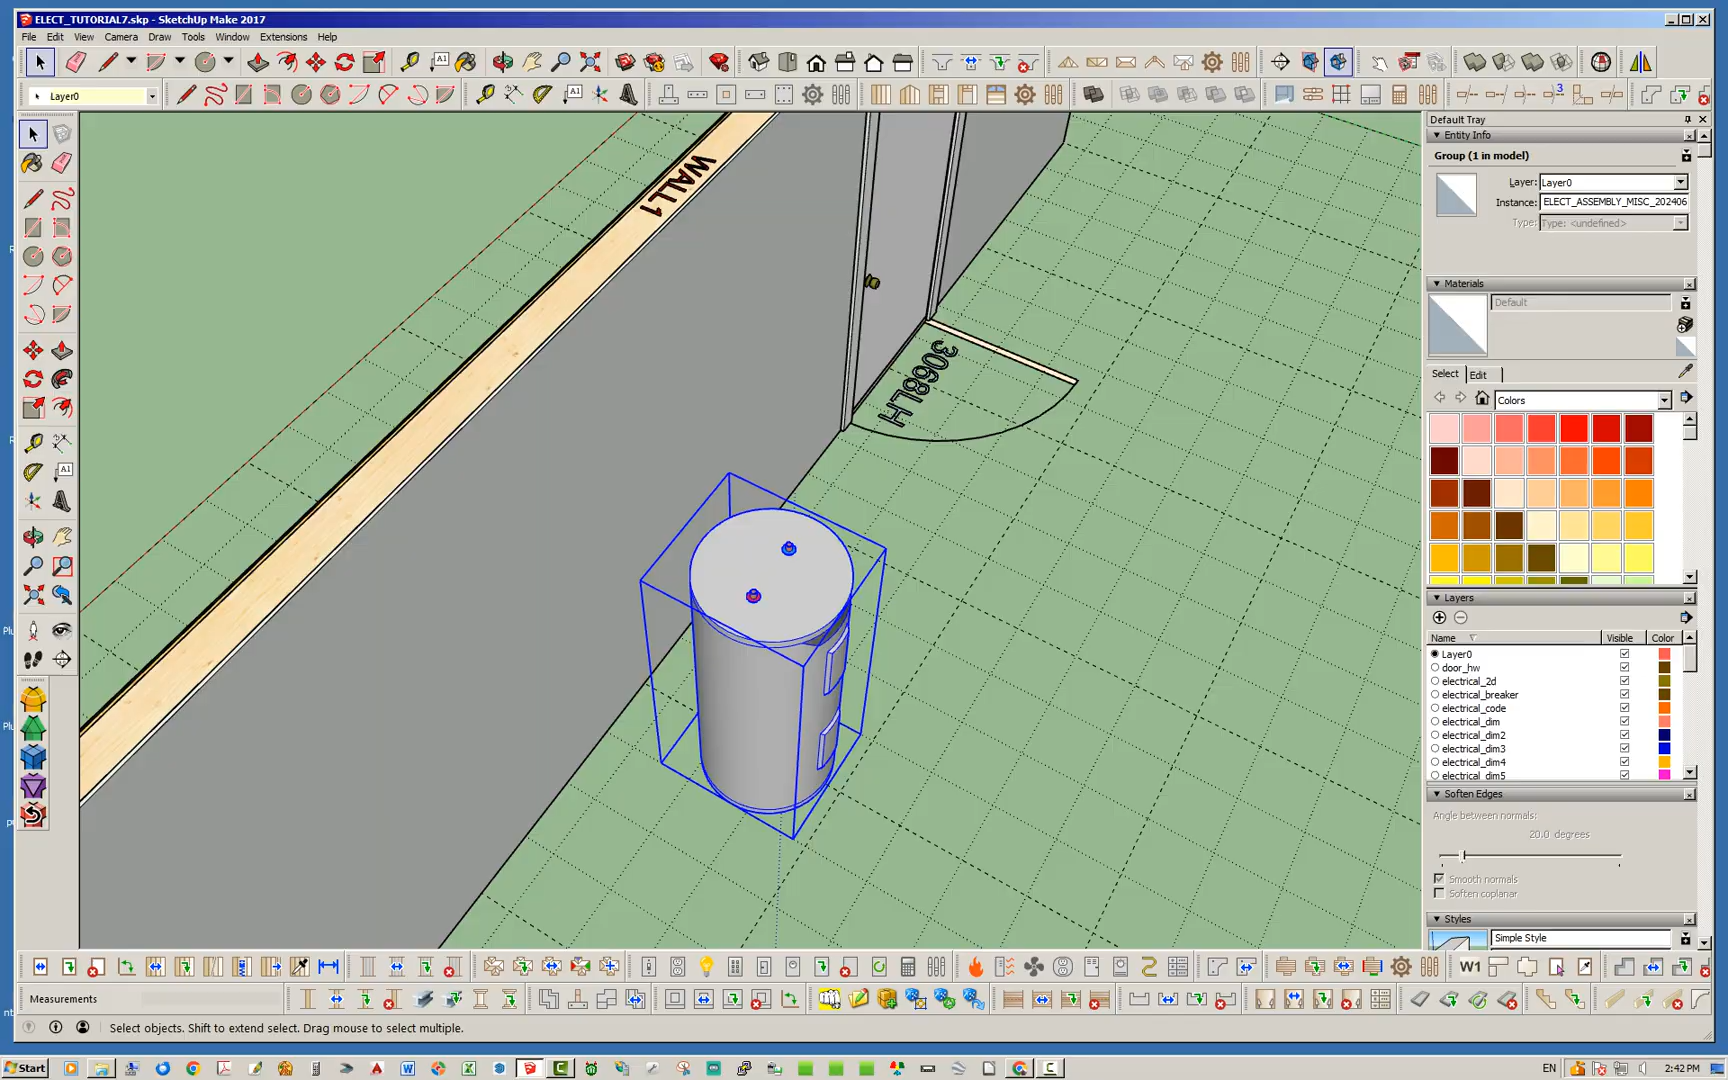 ELECT_TUTORIAL7.skp - SketchUp Make 2017
File Edit View Camera Draw Tools Window Extensions Help
Layer0
Default Tray
Entity Info
Group (1 in model)
Layer: Layer0
Instance: ELECT_ASSEMBLY_MISC_202406
Type: Type: <undefined>
Materials
Default
Select Edit
Colors
Layers
Name Visible Color
Layer0
door_hw
electrical_2d
electrical_breaker
electrical_code
electrical_dim
electrical_dim2
electrical_dim3
electrical_dim4
electrical_dim5
Soften Edges
Angle between normals:
20.0 degrees
Smooth normals
Soften coplanar
Styles
Simple Style
WALL1
3068LH
W1
Measurements
Select objects. Shift to extend select. Drag mouse to select multiple.
Start
EN
2:42 PM